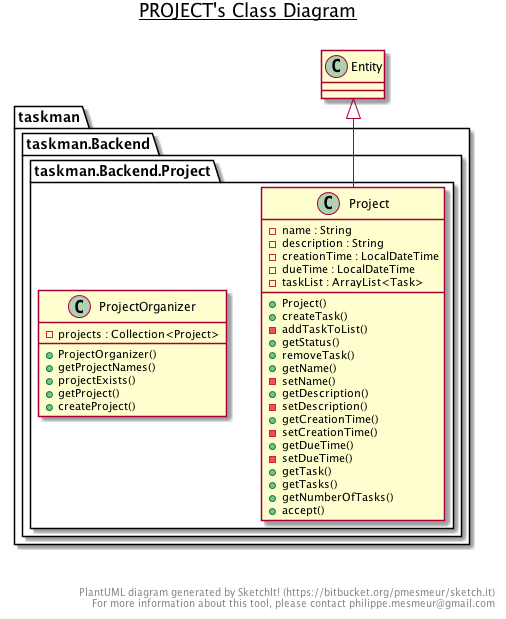 PROJECT's Class Diagram
C Entity
taskman
taskman.Backend
taskman.Backend.Project
C Project
name : String
description : String
creationTime : LocalDateTime
dueTime : LocalDateTime
taskList : ArrayList<Task>
Project()
createTask()
addTaskToList()
getStatus()
removeTask()
getName()
setName()
getDescription()
setDescription()
getCreationTime()
setCreationTime()
getDueTime()
setDueTime()
getTask()
getTasks()
getNumberOfTasks()
accept()
C ProjectOrganizer
projects : Collection<Project>
ProjectOrganizer()
getProjectNames()
projectExists()
getProject()
createProject()
PlantUML diagram generated by SketchIt! (https://bitbucket.org/pmesmeur/sketch.it)
For more information about this tool, please contact philippe.mesmeur@gmail.com